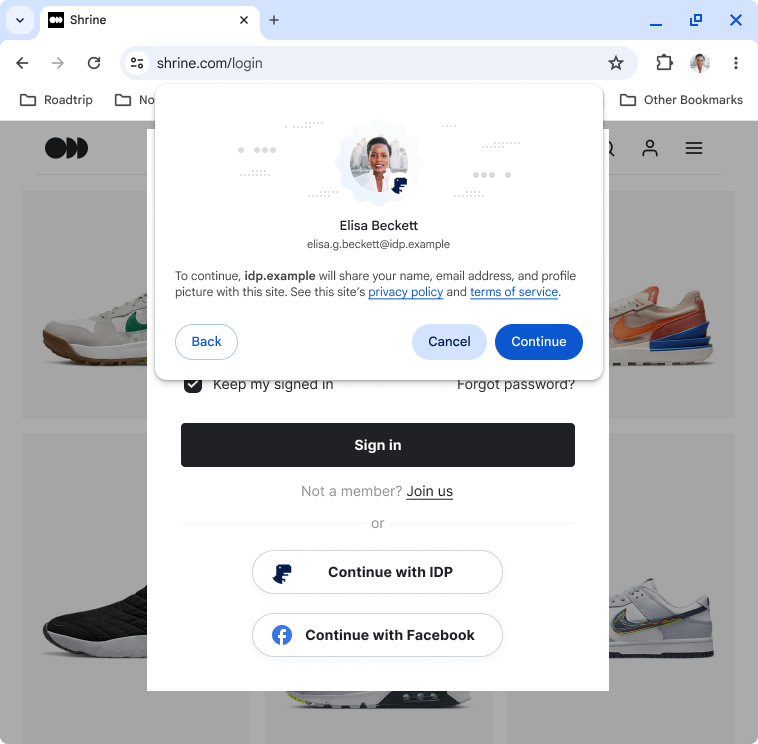 Shrine
shrine.com/login
Roadtrip
No
Other Bookmarks
Elisa Beckett
elisa.g.beckett@idp.example
To continue, idp.example will share your name, email address, and profile
picture with this site. See this site's privacy policy and terms of service.
Back
Cancel
Continue
Keep my signed in
Forgot password?
Sign in
Not a member? Join us
or
Continue with IDP
Continue with Facebook